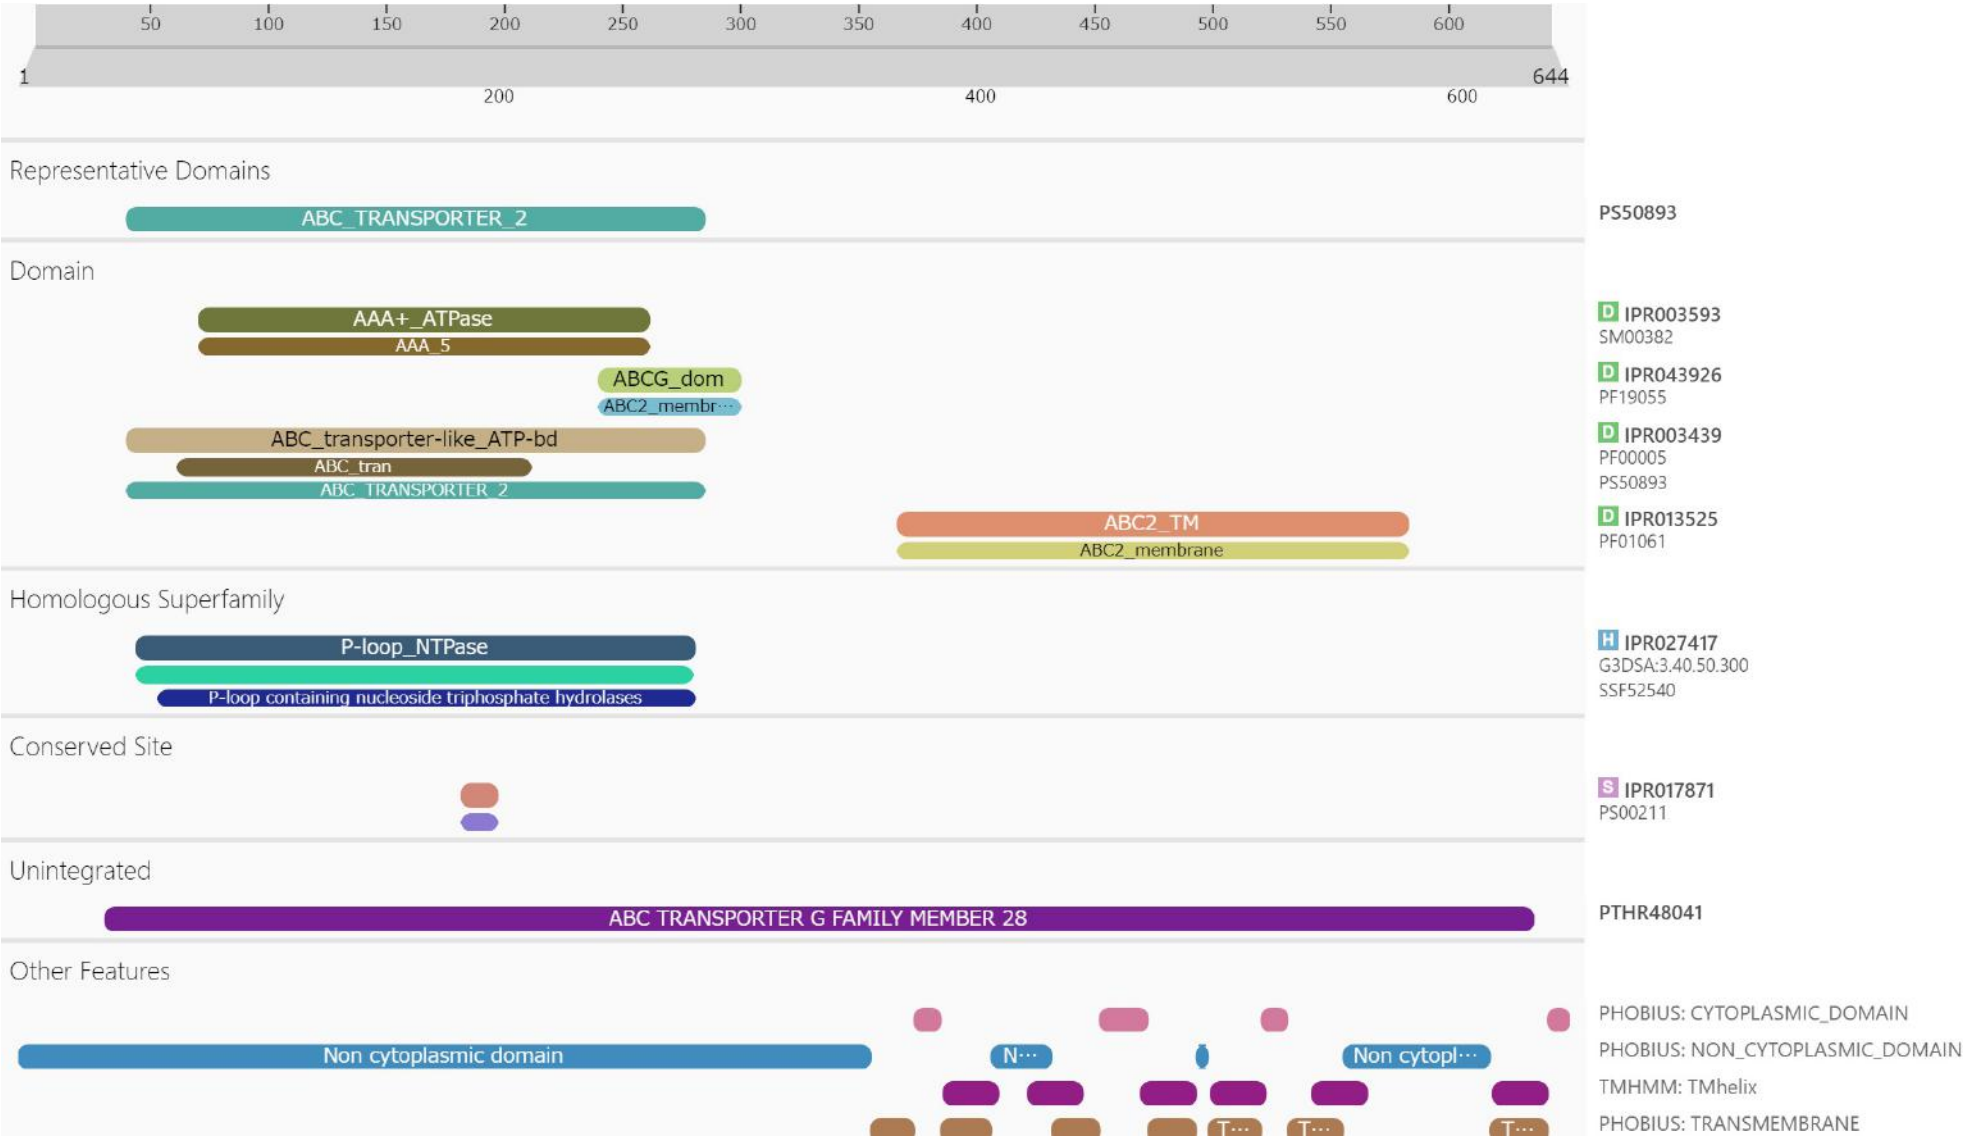 50 100 150 200 250 300 350 400 450 500 550 600
1 644
200 400 600
Representative Domains
ABC_TRANSPORTER_2 PS50893
Domain
AAA+_ATPase IPR003593
AAA_5 SM00382
D
ABCG_dom IPR043926
D
ABC2_membr··· PF19055
ABC_transporter-like_ATP-bd IPR003439
D
ABC_tran PF00005
ABC_TRANSPORTER_2 PS50893
ABC2_TM IPR013525
D
ABC2_membrane PF01061
Homologous Superfamily
P-loop_NTPase H IPR027417
G3DSA:3.40.50.300
P-loop containing nucleoside triphosphate hydrolases SSF52540
Conserved Site
S IPR017871
PS00211
Unintegrated
ABC TRANSPORTER G FAMILY MEMBER 28 PTHR48041
Other Features
PHOBIUS: CYTOPLASMIC_DOMAIN
Non cytoplasmic domain N··· Non cytopl··· PHOBIUS: NON_CYTOPLASMIC_DOMAIN
TMHMM: TMhelix
T··· T··· T··· PHOBIUS: TRANSMEMBRANE